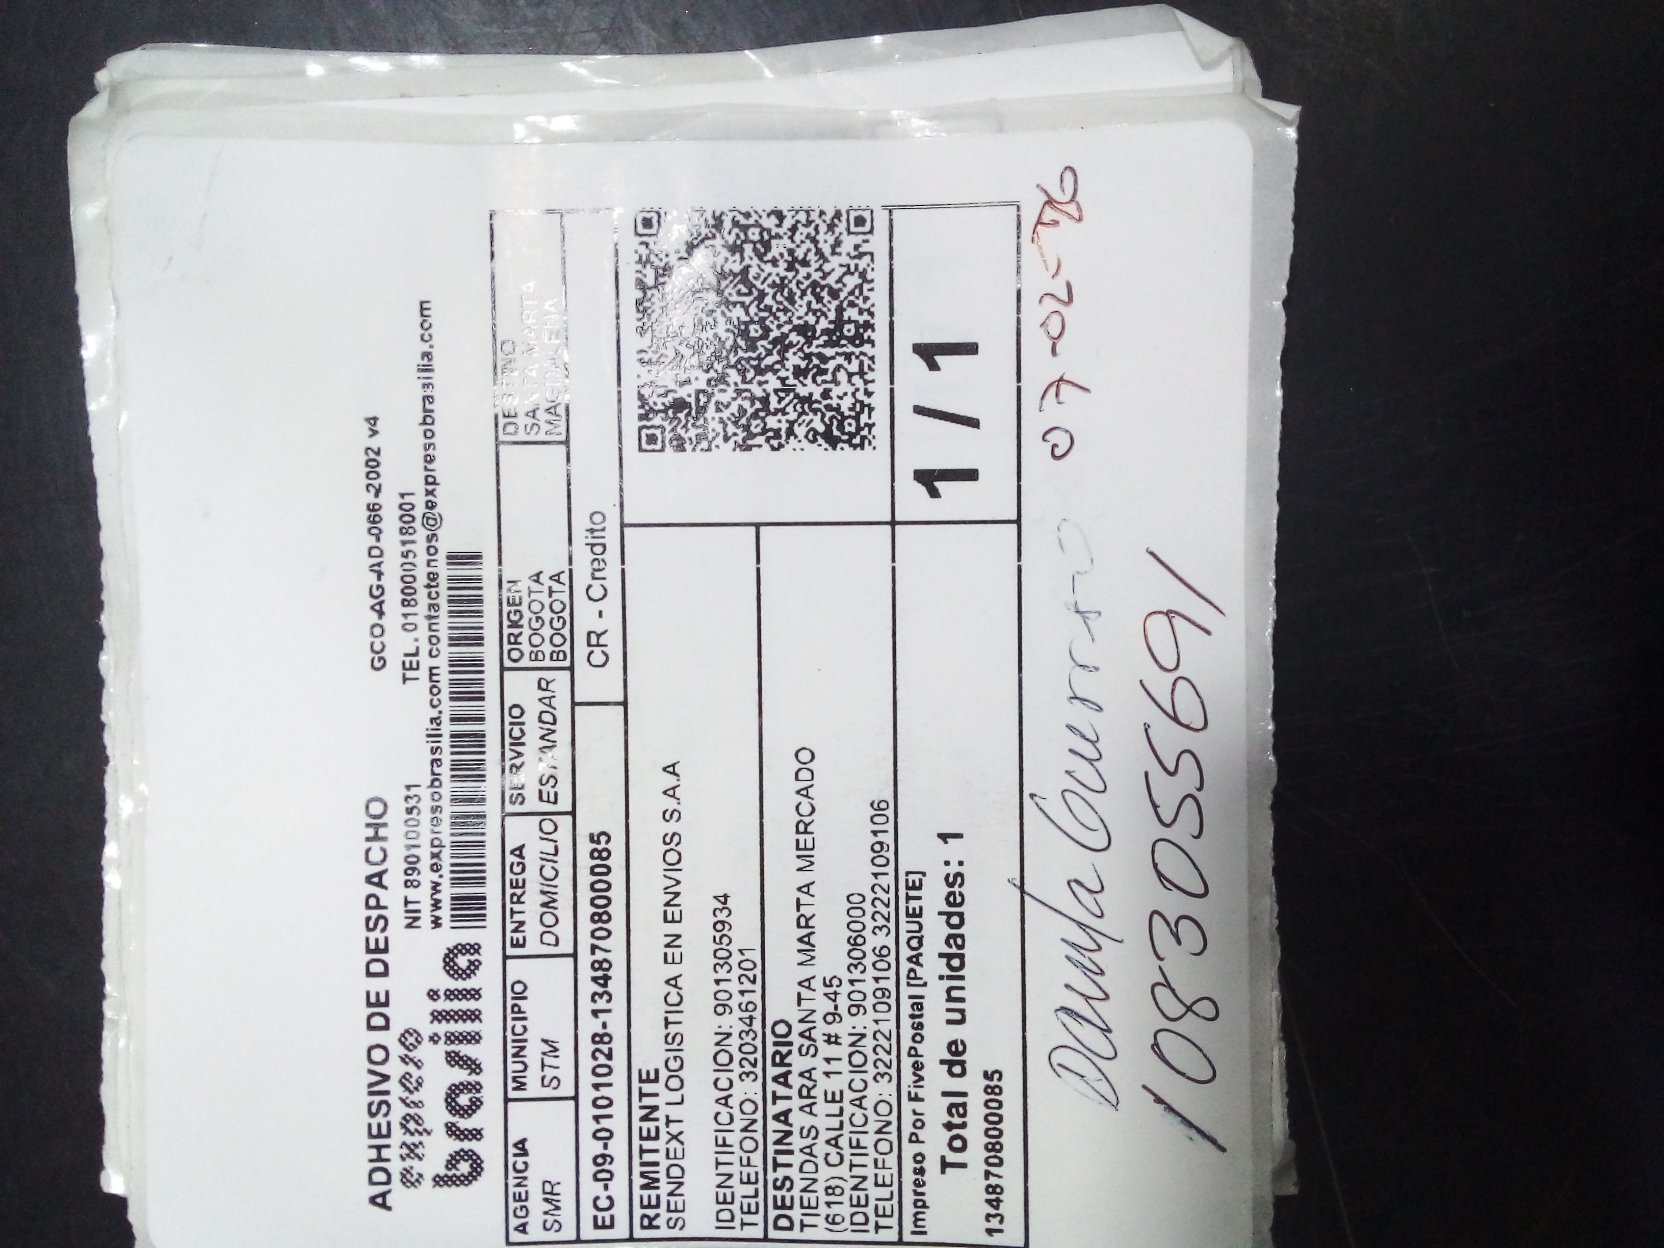 ADHESIVO DE DESPACHO GCO-AG-AD-066-2002 v4
expreso brasilia
NIT 890100531 TEL. 018000518001
www.expresobrasilia.com contactenos@expresobrasilia.com
AGENCIA MUNICIPIO ENTREGA SERVICIO ORIGEN DESTINO
SMR STM DOMICILIO ESTANDAR BOGOTA SANTA MARTA
BOGOTA MAGDALENA
EC-09-0101028-134870800085 CR - Credito
REMITENTE
SENDEXT LOGISTICA EN ENVIOS S.A.A
IDENTIFICACION: 901305934
TELEFONO: 3203461201
DESTINATARIO
TIENDAS ARA SANTA MARTA MERCADO
(618) CALLE 11 # 9-45
IDENTIFICACION: 901306000
TELEFONO: 3222109106 3222109106
Impreso Por FivePostal [PAQUETE]
Total de unidades: 1 1 / 1
134870800085
07-02-26
1083055691